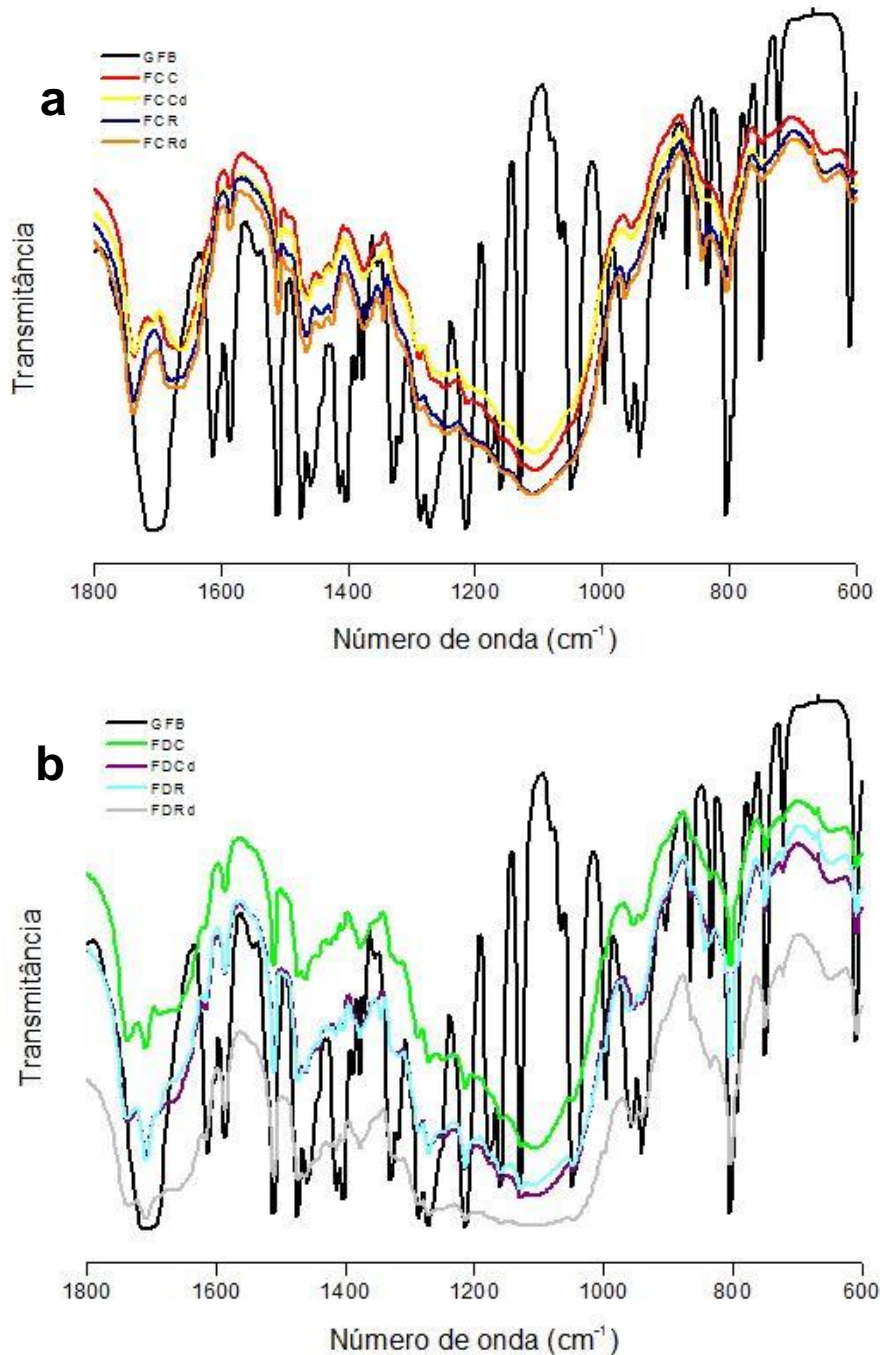 a
GFB
FCC
FCCd
FCR
FCRd
Transmitância
1800 1600 1400 1200 1000 800 600
Número de onda (cm⁻¹)
b
GFB
FDC
FDCd
FDR
FDRd
Transmitância
1800 1600 1400 1200 1000 800 600
Número de onda (cm⁻¹)